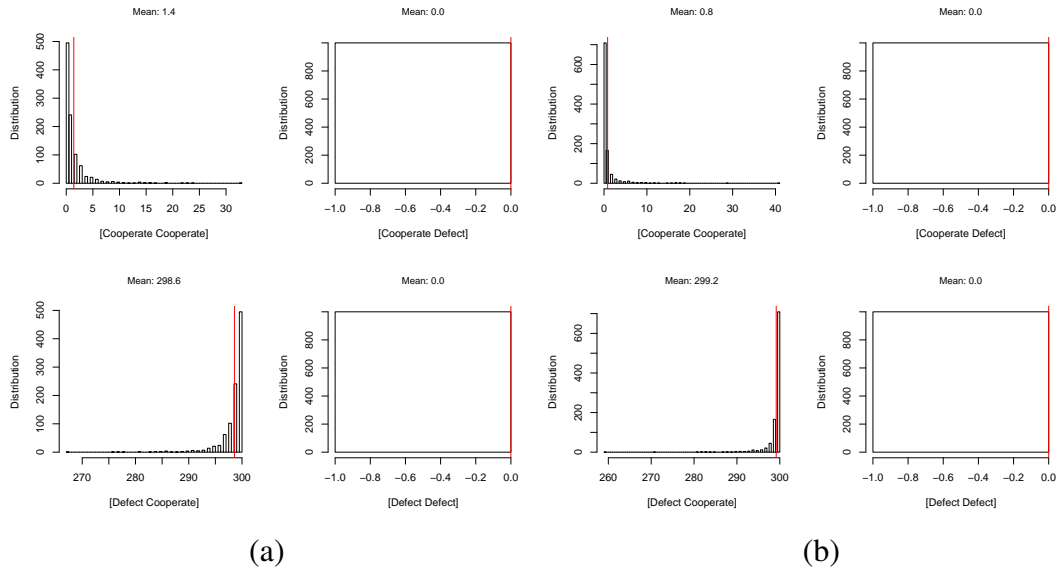 Mean: 1.4
Distribution
0 100 200 300 400 500
0 5 10 15 20 25 30
[Cooperate Cooperate]
Mean: 0.0
Distribution
0 200 400 600 800
−1.0 −0.8 −0.6 −0.4 −0.2 0.0
[Cooperate Defect]
Mean: 0.8
Distribution
0 200 400 600
0 10 20 30 40
[Cooperate Cooperate]
Mean: 0.0
Distribution
0 200 400 600 800
−1.0 −0.8 −0.6 −0.4 −0.2 0.0
[Cooperate Defect]
Mean: 298.6
Distribution
0 100 200 300 400 500
270 280 290 300
[Defect Cooperate]
Mean: 0.0
Distribution
0 200 400 600 800
−1.0 −0.8 −0.6 −0.4 −0.2 0.0
[Defect Defect]
Mean: 299.2
Distribution
0 200 400 600
260 270 280 290 300
[Defect Cooperate]
Mean: 0.0
Distribution
0 200 400 600 800
−1.0 −0.8 −0.6 −0.4 −0.2 0.0
[Defect Defect]
(a)
(b)